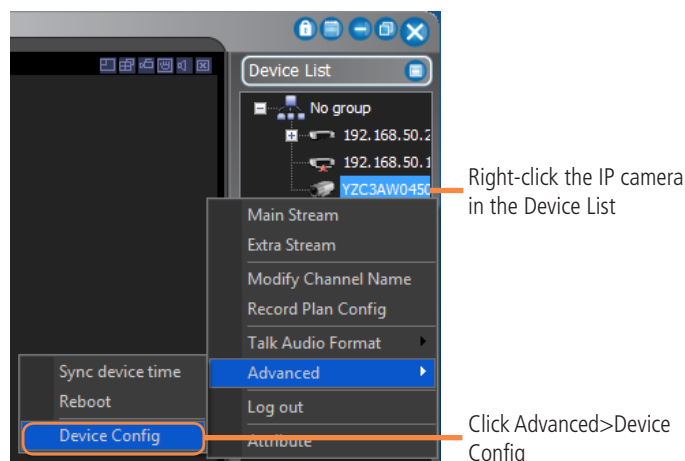 Device List
No group
192.168.50.2
192.168.50.1
YZC3AW0450
Right-click the IP camera
in the Device List
Main Stream
Extra Stream
Modify Channel Name
Record Plan Config
Talk Audio Format
Sync device time
Advanced
Reboot
Log out
Device Config
Attribute
Click Advanced>Device
Config